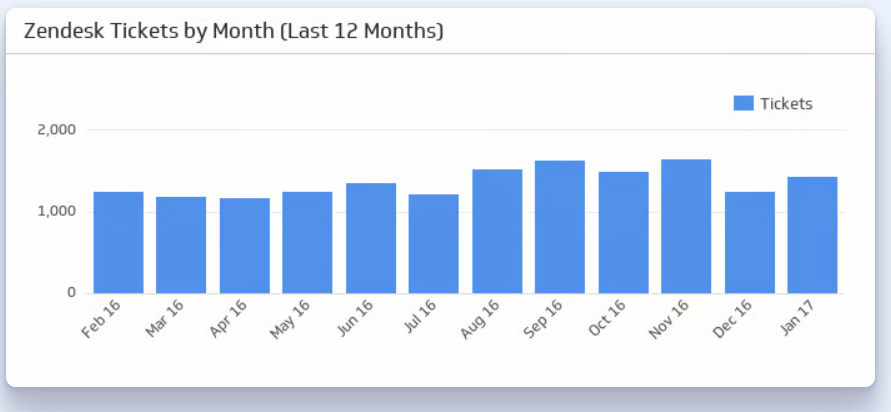 Zendesk Tickets by Month (Last 12 Months)
Tickets
2,000
1,000
0
Feb 16
Mar 16
Apr 16
May 16
Jun 16
Jul 16
Aug 16
Sep 16
Oct 16
Nov 16
Dec 16
Jan 17